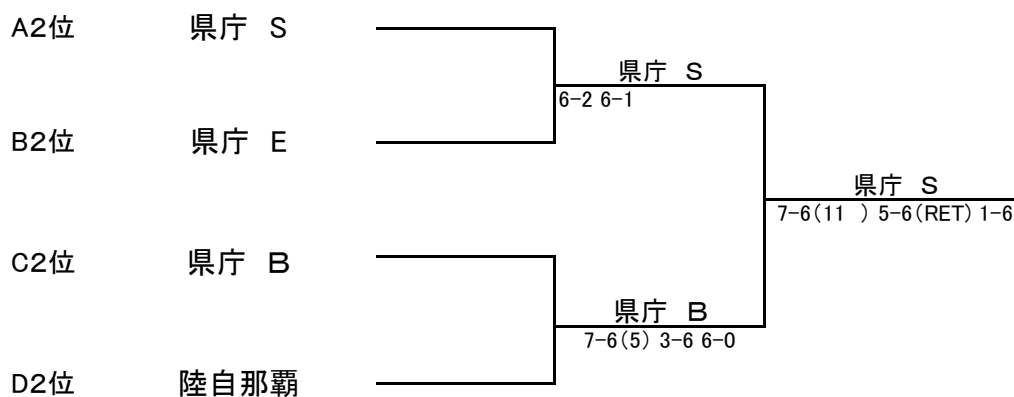 A2位 県庁 S
県庁 S
6-2 6-1
B2位 県庁 E
県庁 S
7-6(11 ) 5-6(RET) 1-6
C2位 県庁 B
県庁 B
7-6(5) 3-6 6-0
D2位 陸自那覇